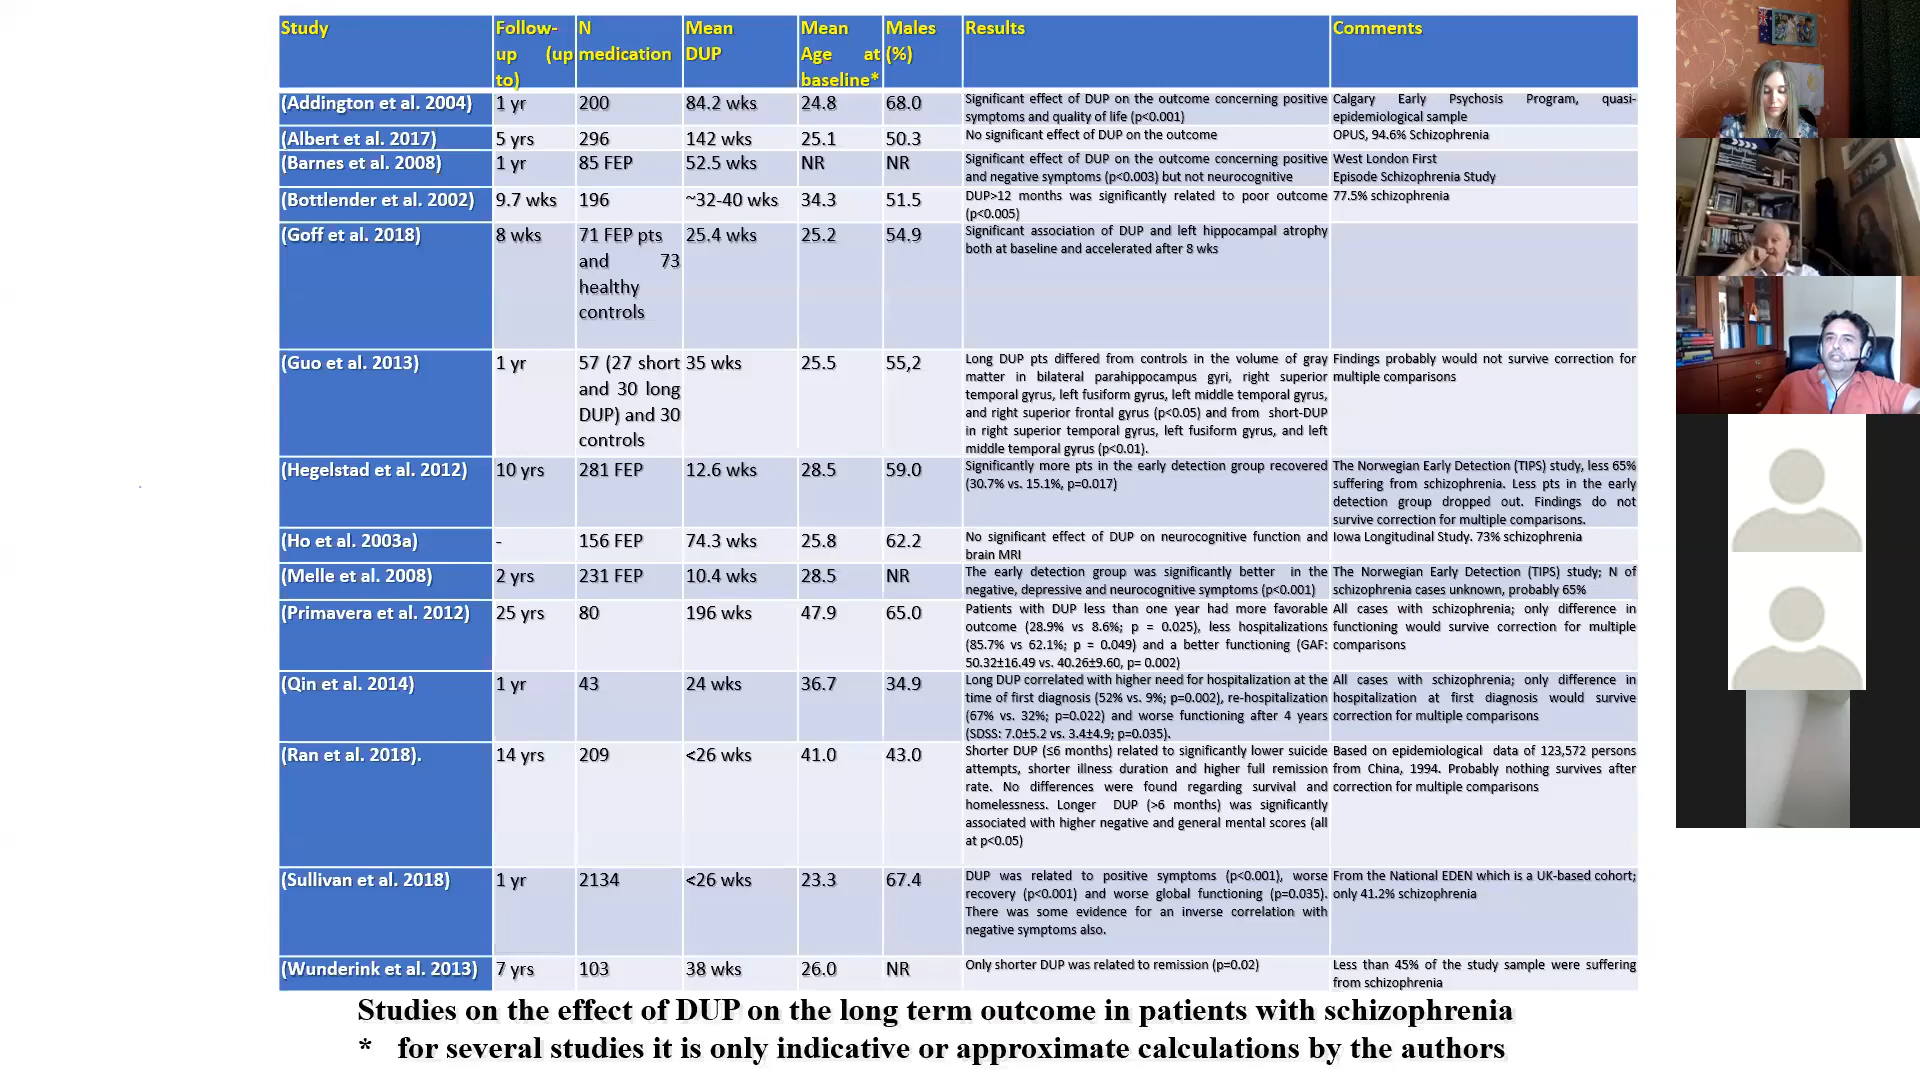 Study Follow-up (up to) N medication Mean DUP Mean Age at baseline* Males (%) Results Comments
(Addington et al. 2004) 1 yr 200 84.2 wks 24.8 68.0 Significant effect of DUP on the outcome concerning positive symptoms and quality of life (p<0.001) Calgary Early Psychosis Program, quasi-epidemiological sample
(Albert et al. 2017) 5 yrs 296 142 wks 25.1 50.3 No significant effect of DUP on the outcome OPUS, 94.6% Schizophrenia
(Barnes et al. 2008) 1 yr 85 FEP 52.5 wks NR NR Significant effect of DUP on the outcome concerning positive and negative symptoms (p<0.003) but not neurocognitive West London First Episode Schizophrenia Study
(Bottlender et al. 2002) 9.7 wks 196 ~32-40 wks 34.3 51.5 DUP>12 months was significantly related to poor outcome (p<0.005) 77.5% schizophrenia
(Goff et al. 2018) 8 wks 71 FEP pts and 73 healthy controls 25.4 wks 25.2 54.9 Significant association of DUP and left hippocampal atrophy both at baseline and accelerated after 8 wks
(Guo et al. 2013) 1 yr 57 (27 short and 30 long DUP) and 30 controls 35 wks 25.5 55,2 Long DUP pts differed from controls in the volume of gray matter in bilateral parahippocampus gyri, right superior temporal gyrus, left fusiform gyrus, left middle temporal gyrus, and right superior frontal gyrus (p<0.05) and from short-DUP in right superior temporal gyrus, left fusiform gyrus, and left middle temporal gyrus (p<0.01). Findings probably would not survive correction for multiple comparisons
(Hegelstad et al. 2012) 10 yrs 281 FEP 12.6 wks 28.5 59.0 Significantly more pts in the early detection group recovered (30.7% vs. 15.1%, p=0.017) The Norwegian Early Detection (TIPS) study, less 65% suffering from schizophrenia. Less pts in the early detection group dropped out. Findings do not survive correction for multiple comparisons.
(Ho et al. 2003a) - 156 FEP 74.3 wks 25.8 62.2 No significant effect of DUP on neurocognitive function and brain MRI Iowa Longitudinal Study. 73% schizophrenia
(Melle et al. 2008) 2 yrs 231 FEP 10.4 wks 28.5 NR The early detection group was significantly better in the negative, depressive and neurocognitive symptoms (p<0.001) The Norwegian Early Detection (TIPS) study; N of schizophrenia cases unknown, probably 65%
(Primavera et al. 2012) 25 yrs 80 196 wks 47.9 65.0 Patients with DUP less than one year had more favorable outcome (28.9% vs 8.6%; p = 0.025), less hospitalizations (85.7% vs 62.1%; p = 0.049) and a better functioning (GAF: 50.32±16.49 vs. 40.26±9.60, p= 0.002) All cases with schizophrenia; only difference in functioning would survive correction for multiple comparisons
(Qin et al. 2014) 1 yr 43 24 wks 36.7 34.9 Long DUP correlated with higher need for hospitalization at the time of first diagnosis (52% vs. 9%; p=0.002), re-hospitalization (67% vs. 32%; p=0.022) and worse functioning after 4 years (SDSS: 7.0±5.2 vs. 3.4±4.9; p=0.035). All cases with schizophrenia; only difference in hospitalization at first diagnosis would survive correction for multiple comparisons
(Ran et al. 2018). 14 yrs 209 <26 wks 41.0 43.0 Shorter DUP (≤6 months) related to significantly lower suicide attempts, shorter illness duration and higher full remission rate. No differences were found regarding survival and homelessness. Longer DUP (>6 months) was significantly associated with higher negative and general mental scores (all at p<0.05) Based on epidemiological data of 123,572 persons from China, 1994. Probably nothing survives after correction for multiple comparisons
(Sullivan et al. 2018) 1 yr 2134 <26 wks 23.3 67.4 DUP was related to positive symptoms (p<0.001), worse recovery (p<0.001) and worse global functioning (p=0.035). There was some evidence for an inverse correlation with negative symptoms also. From the National EDEN which is a UK-based cohort; only 41.2% schizophrenia
(Wunderink et al. 2013) 7 yrs 103 38 wks 26.0 NR Only shorter DUP was related to remission (p=0.02) Less than 45% of the study sample were suffering from schizophrenia
Studies on the effect of DUP on the long term outcome in patients with schizophrenia
* for several studies it is only indicative or approximate calculations by the authors